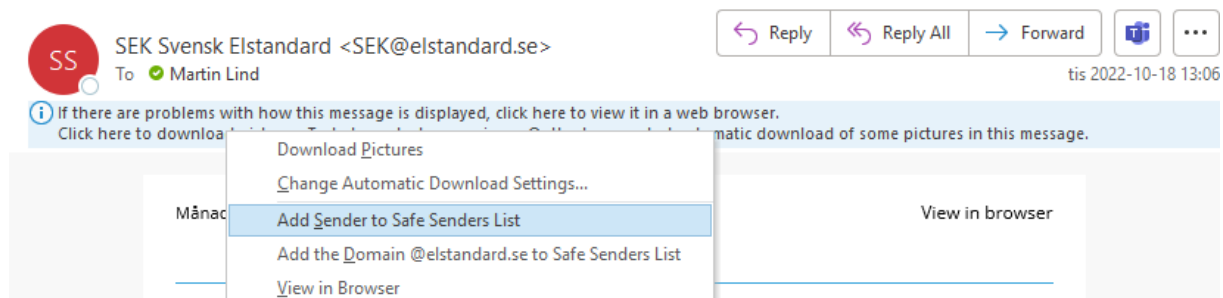 SS
SEK Svensk Elstandard <SEK@elstandard.se>
Reply
Reply All
Forward
To Martin Lind
tis 2022-10-18 13:06
If there are problems with how this message is displayed, click here to view it in a web browser.
Click here to download
automatic download of some pictures in this message.
Download Pictures
Change Automatic Download Settings...
Månad
View in browser
Add Sender to Safe Senders List
Add the Domain @elstandard.se to Safe Senders List
View in Browser